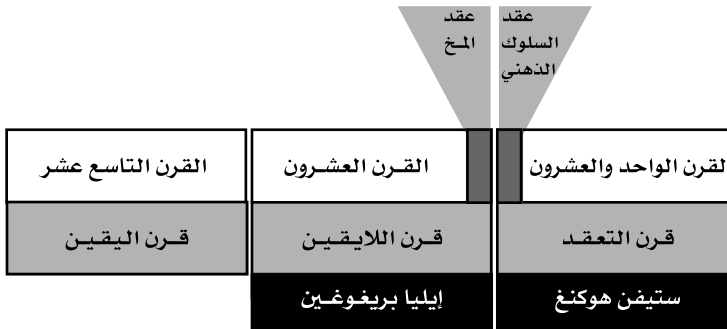 عقد
السلوك
الذهني
عقد
المخ
لقرن الواحد والعشرون
القرن العشرون
القرن التاسع عشر
قرن التعقد
قرن اللايقين
قرن اليقين
ستيفن هوكنغ
إيليا بريغوغين